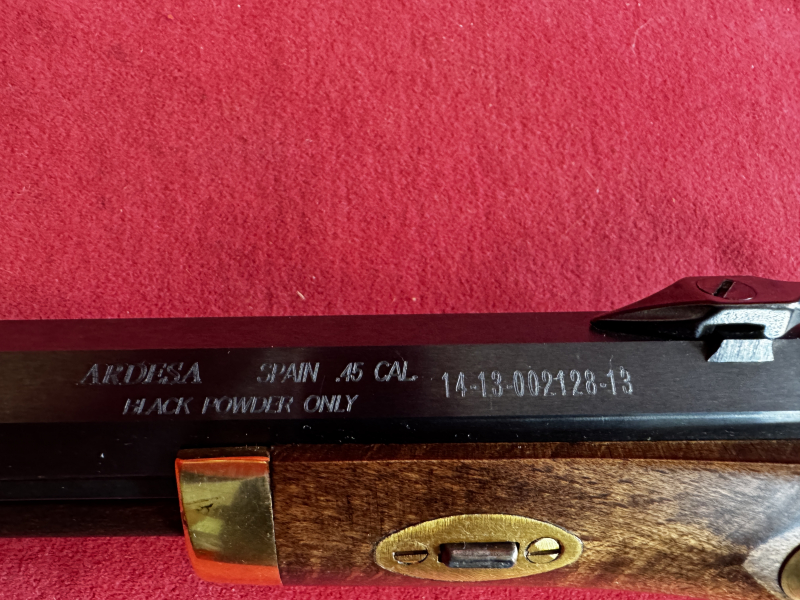 ARDESA SPAIN .45 CAL 14-13-002128-13
BLACK POWDER ONLY